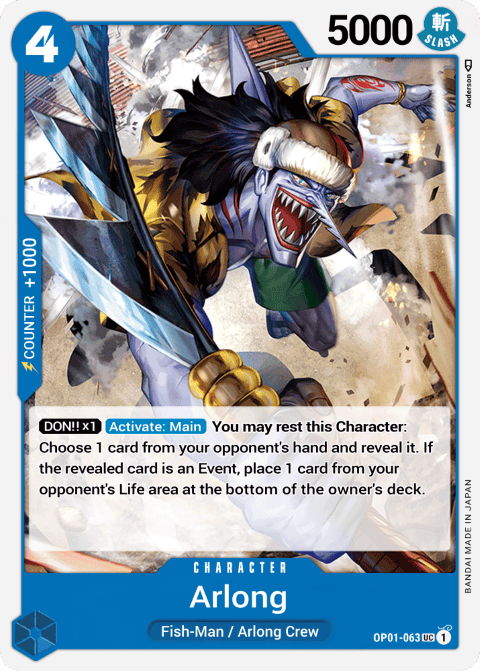 4
5000
斬
SLASH
Anderson
COUNTER +1000
DON!!×1 Activate: Main You may rest this Character:
Choose 1 card from your opponent's hand and reveal it. If
the revealed card is an Event, place 1 card from your
opponent's Life area at the bottom of the owner's deck.
BANDAI MADE IN JAPAN
CHARACTER
Arlong
Fish-Man / Arlong Crew
OP01-063 UC 1